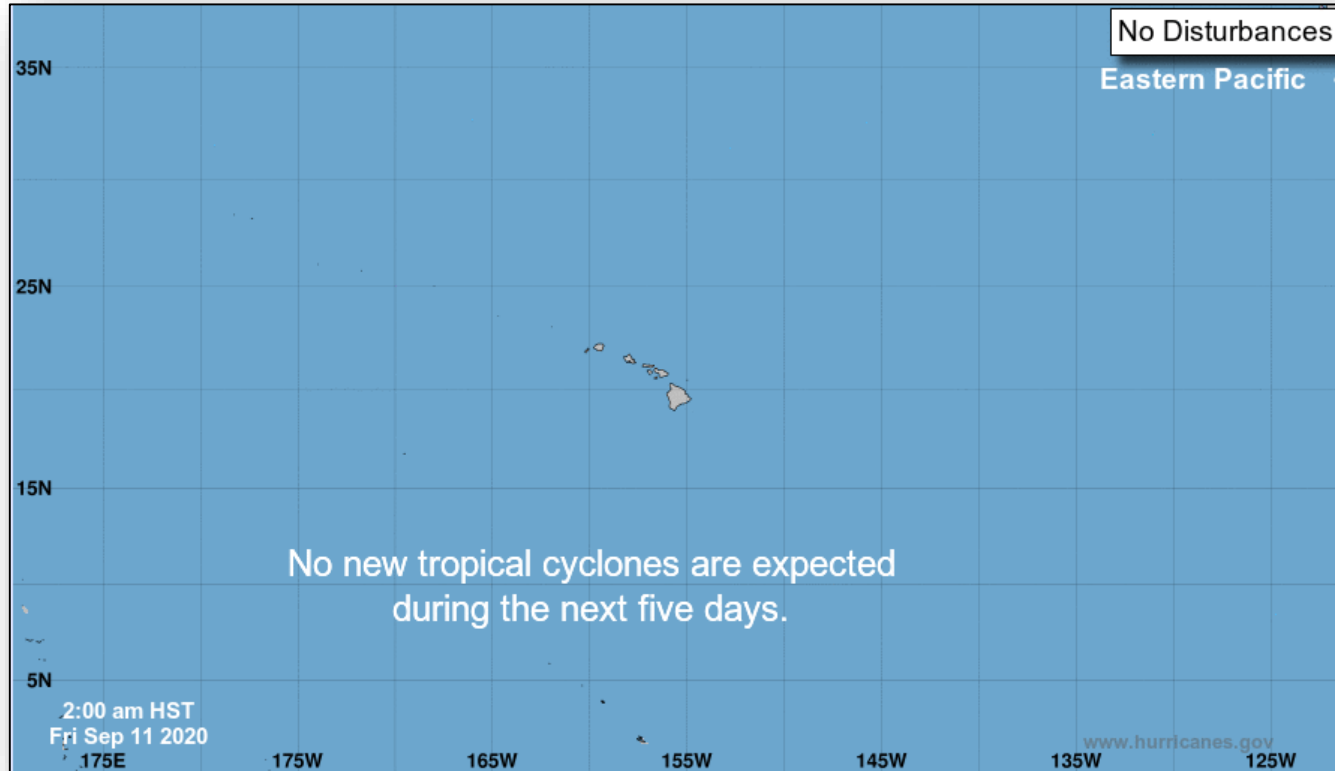 No Disturbances
35N
Eastern Pacific
25N
15N
No new tropical cyclones are expected
during the next five days.
5N
2:00 am HST
Fri Sep 11 2020
www.hurricanes.gov
175E 175W 165W 155W 145W 135W 125W